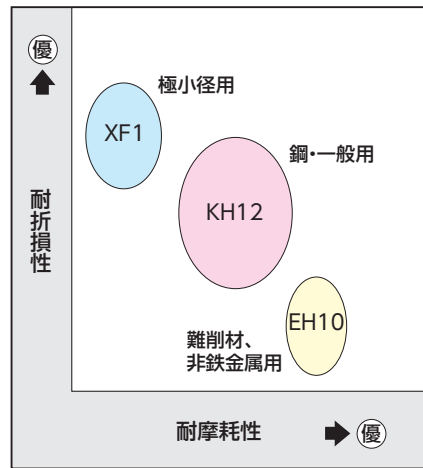 優
極小径用
XF1
鋼・一般用
KH12
耐折損性
EH10
難削材、
非鉄金属用
耐摩耗性
優